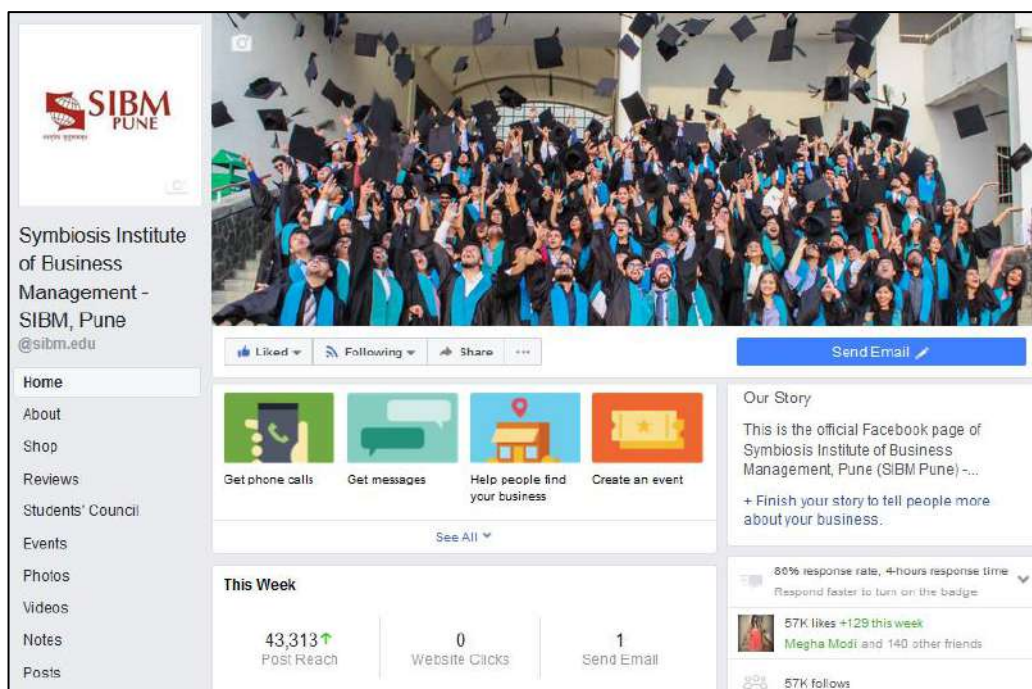 SIBM
PUNE
Symbiosis Institute
of Business
Management -
SIBM, Pune
@sibm.edu
Home
About
Shop
Reviews
Students' Council
Events
Photos
Videos
Notes
Posts
Liked
Following
Share
Send Email
Get phone calls
Get messages
Help people find
your business
Create an event
See All
This Week
43,313
Post Reach
0
Website Clicks
1
Send Email
Our Story
This is the official Facebook page of
Symbiosis Institute of Business
Management, Pune (SIBM Pune) -...
+ Finish your story to tell people more
about your business.
86% response rate, 4-hours response time
Respond faster to turn on the badge
57K likes +129 this week
Megha Modi and 140 other friends
57K follows